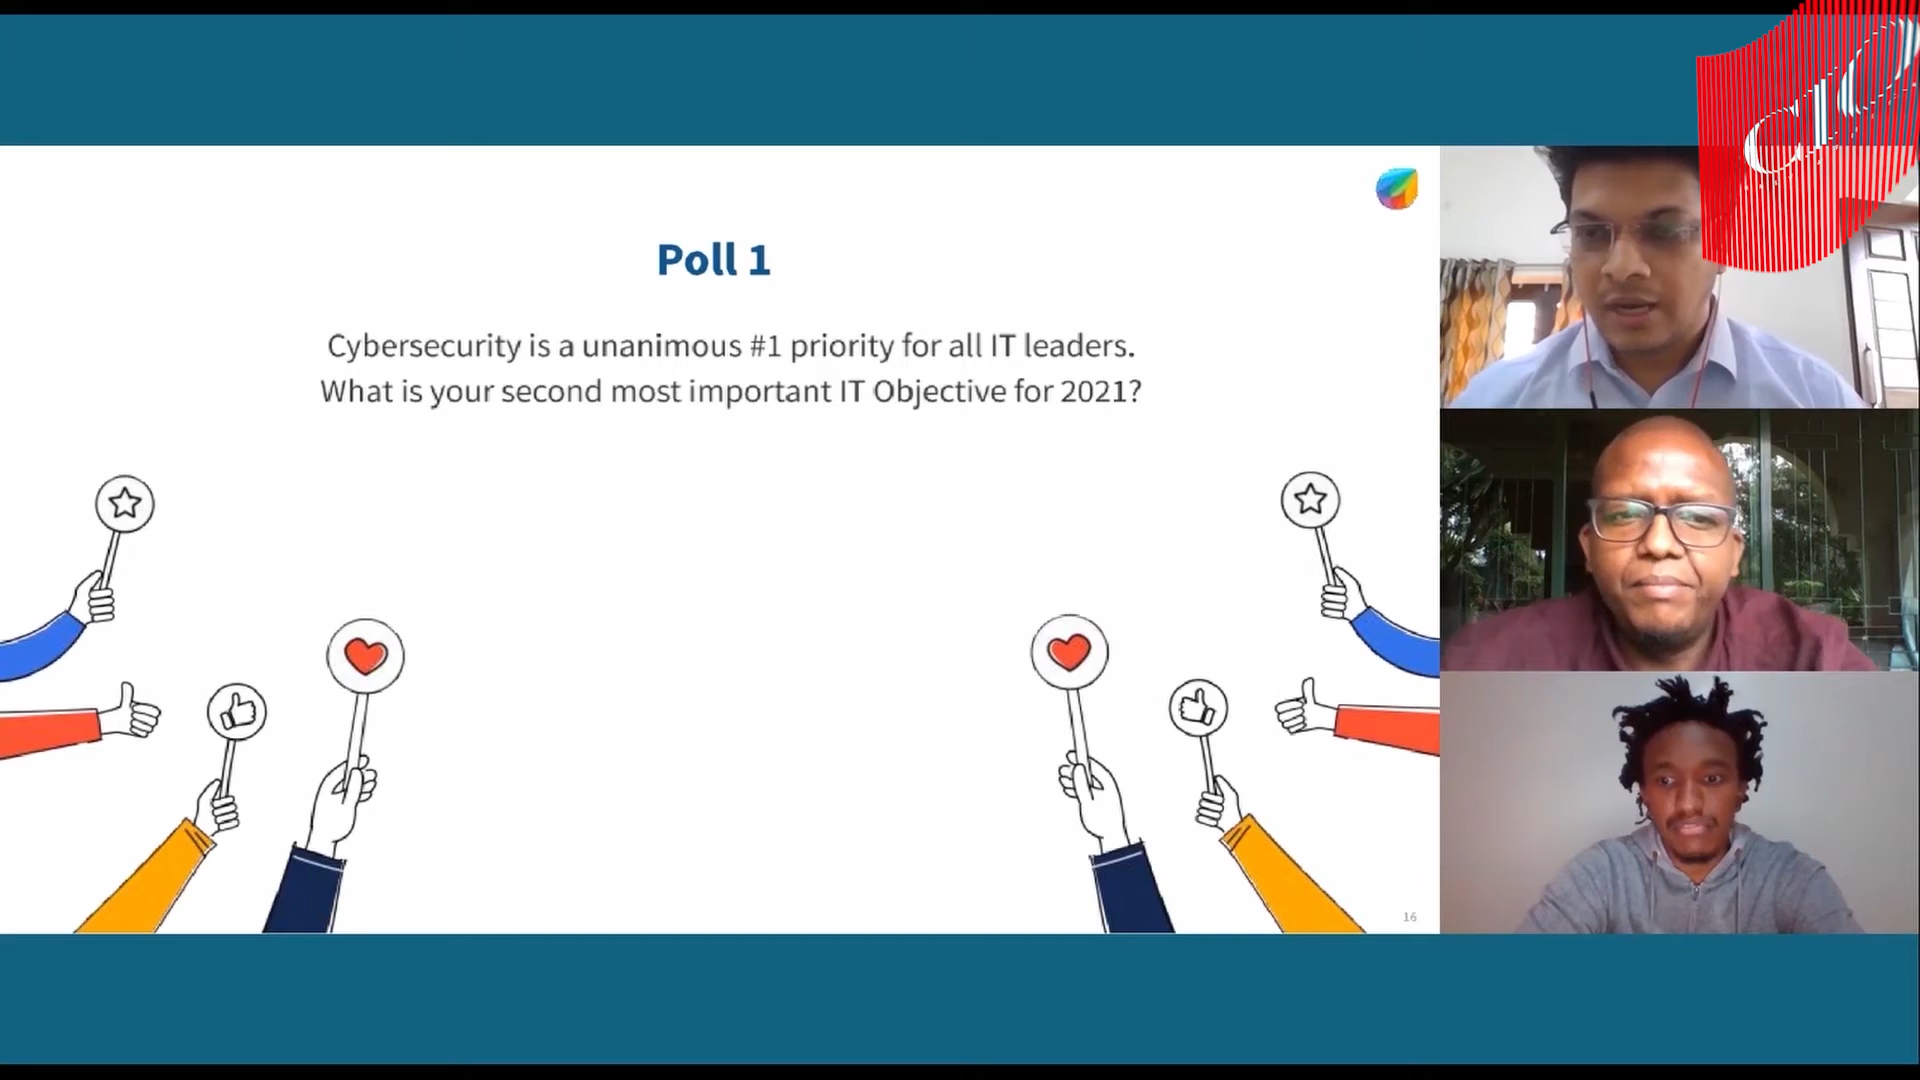 CIO
Poll 1
Cybersecurity is a unanimous #1 priority for all IT leaders.
What is your second most important IT Objective for 2021?
16